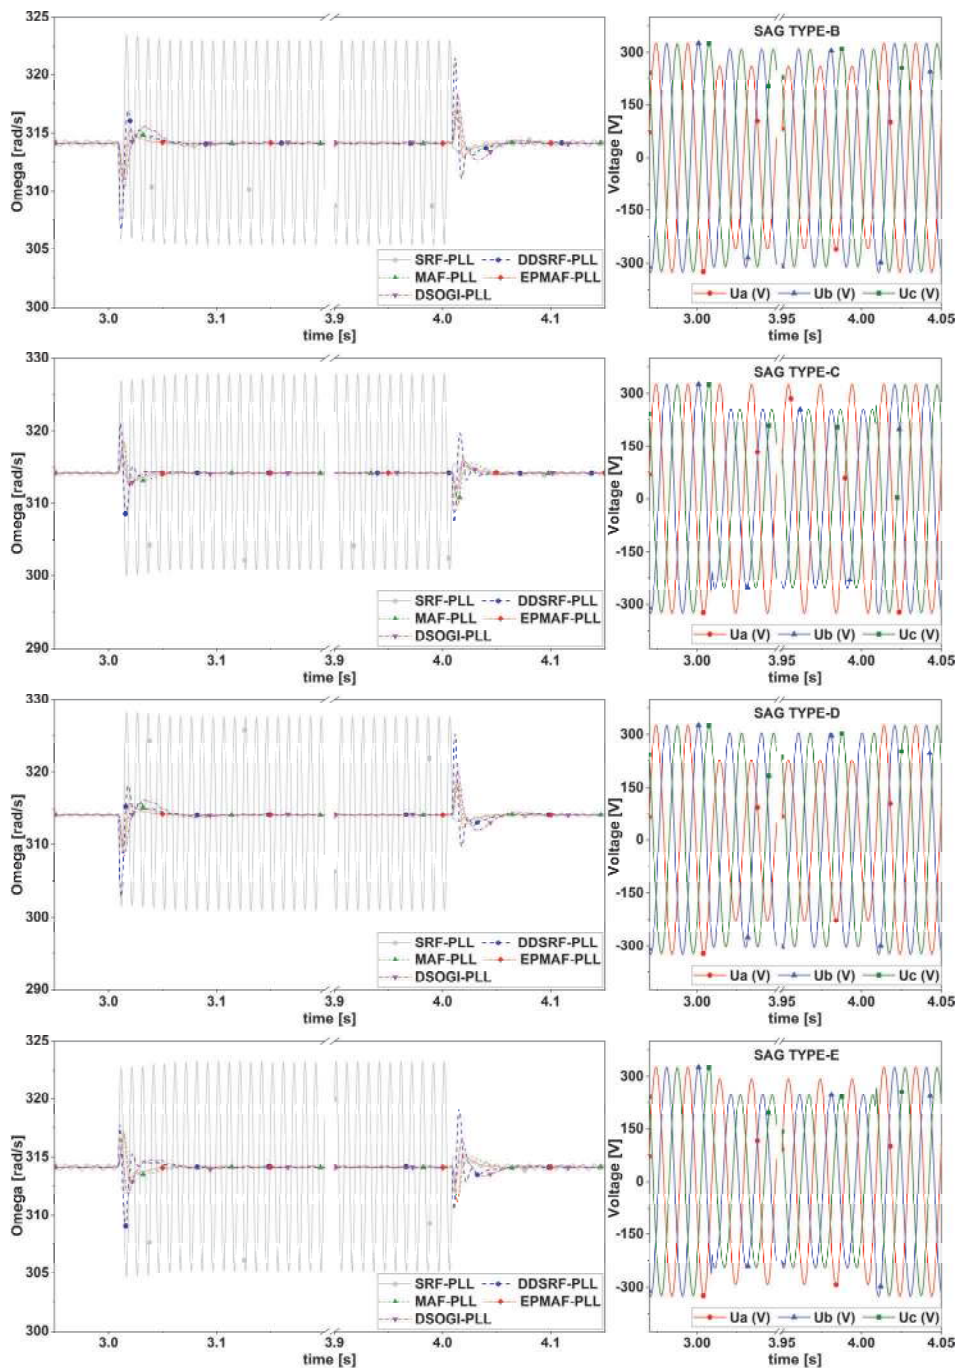 325
320
315
310
305
300
Omega [rad/s]
SRF-PLL DDSRF-PLL
MAF-PLL EPMAF-PLL
DSOGI-PLL
3.0 3.1 3.9 4.0 4.1
time [s]
SAG TYPE-B
300
150
0
-150
-300
Voltage [V]
Ua (V) Ub (V) Uc (V)
3.00 3.95 4.00 4.05
time [s]
330
320
310
300
290
Omega [rad/s]
SRF-PLL DDSRF-PLL
MAF-PLL EPMAF-PLL
DSOGI-PLL
3.0 3.1 3.9 4.0 4.1
time [s]
SAG TYPE-C
300
150
0
-150
-300
Voltage [V]
Ua (V) Ub (V) Uc (V)
3.00 3.95 4.00 4.05
time [s]
330
320
310
300
290
Omega [rad/s]
SRF-PLL DDSRF-PLL
MAF-PLL EPMAF-PLL
DSOGI-PLL
3.0 3.1 3.9 4.0 4.1
time [s]
SAG TYPE-D
300
150
0
-150
-300
Voltage [V]
Ua (V) Ub (V) Uc (V)
3.00 3.95 4.00 4.05
time [s]
325
320
315
310
305
300
Omega [rad/s]
SRF-PLL DDSRF-PLL
MAF-PLL EPMAF-PLL
DSOGI-PLL
3.0 3.1 3.9 4.0 4.1
time [s]
SAG TYPE-E
300
150
0
-150
-300
Voltage [V]
Ua (V) Ub (V) Uc (V)
3.00 3.95 4.00 4.05
time [s]